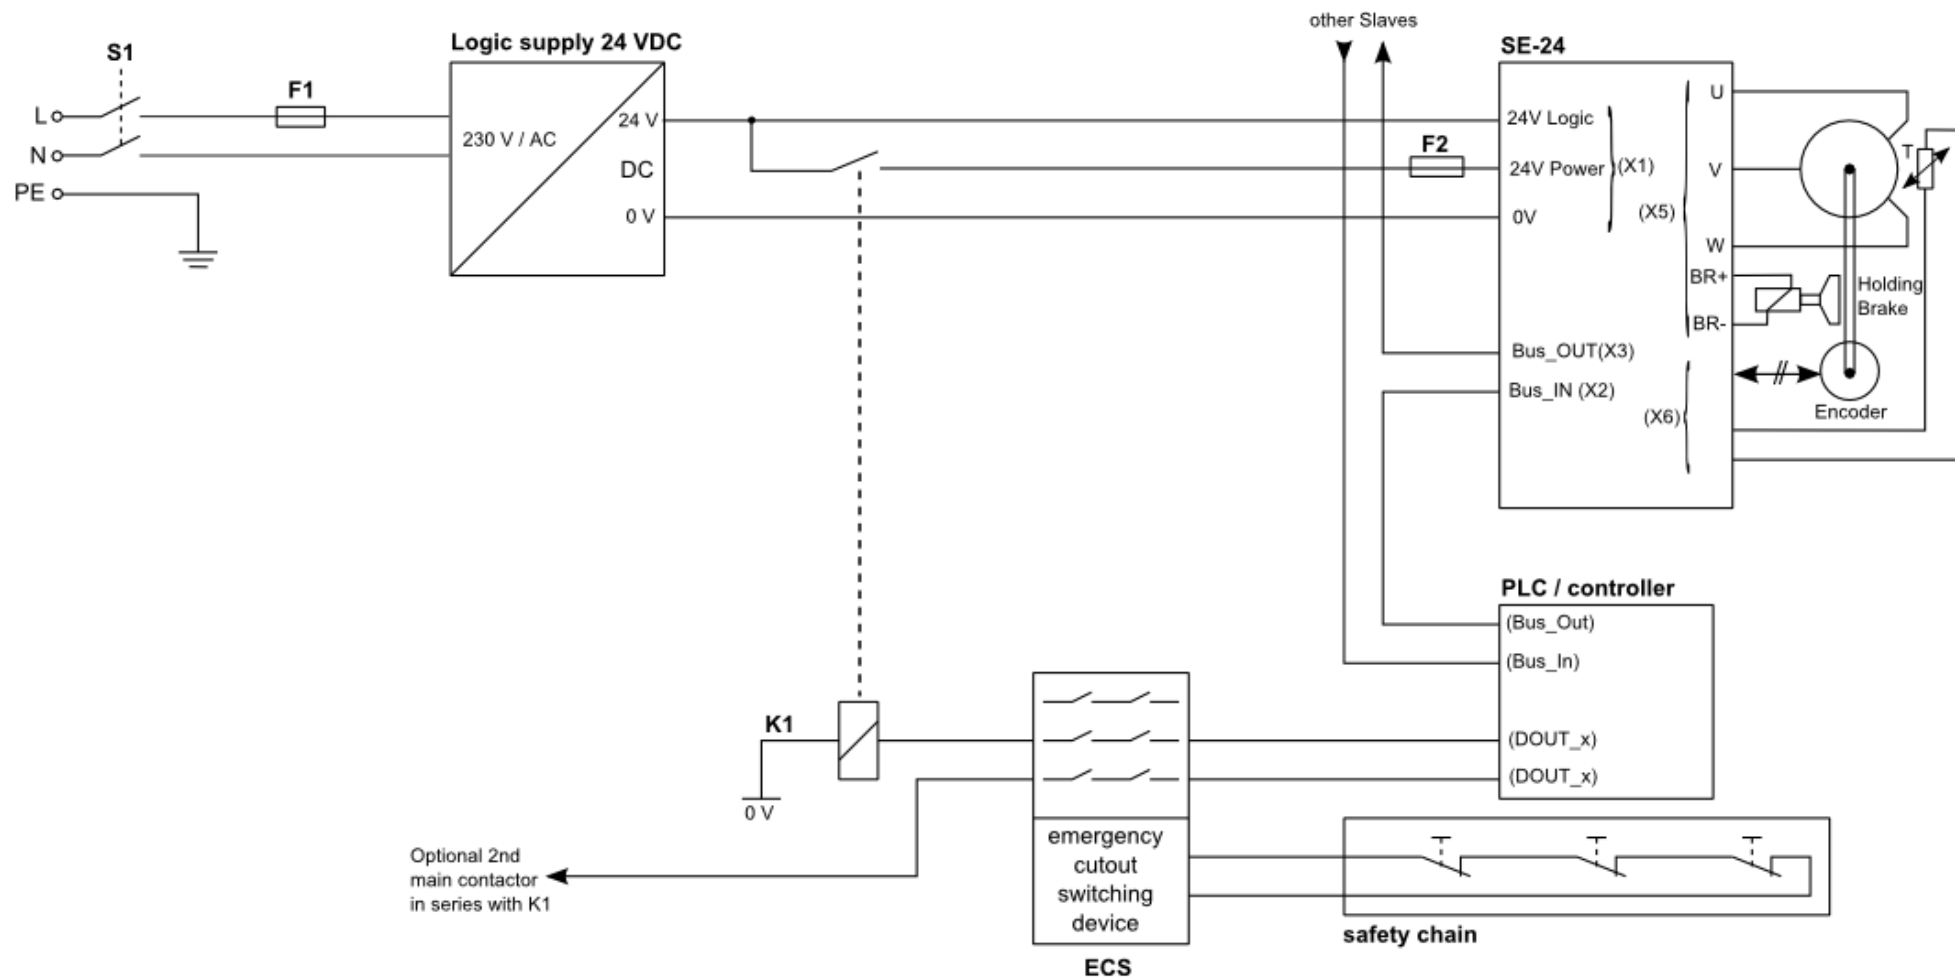 other Slaves
S1
Logic supply 24 VDC
SE-24
L
F1
N
PE
230 V / AC
24 V
DC
0 V
F2
24V Logic
24V Power
(X1)
0V
(X5)
U
V
W
BR+
BR-
T
Holding
Brake
Bus_OUT(X3)
Bus_IN (X2)
(X6)
Encoder
PLC / controller
(Bus_Out)
(Bus_In)
(DOUT_x)
(DOUT_x)
K1
0 V
Optional 2nd
main contactor
in series with K1
emergency
cutout
switching
device
ECS
safety chain